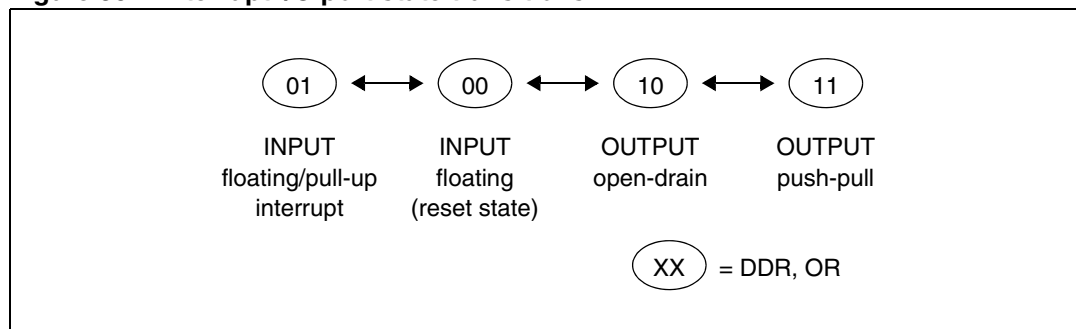 01 00 10 11
INPUT INPUT OUTPUT OUTPUT
floating/pull-up floating open-drain push-pull
interrupt (reset state)
XX = DDR, OR